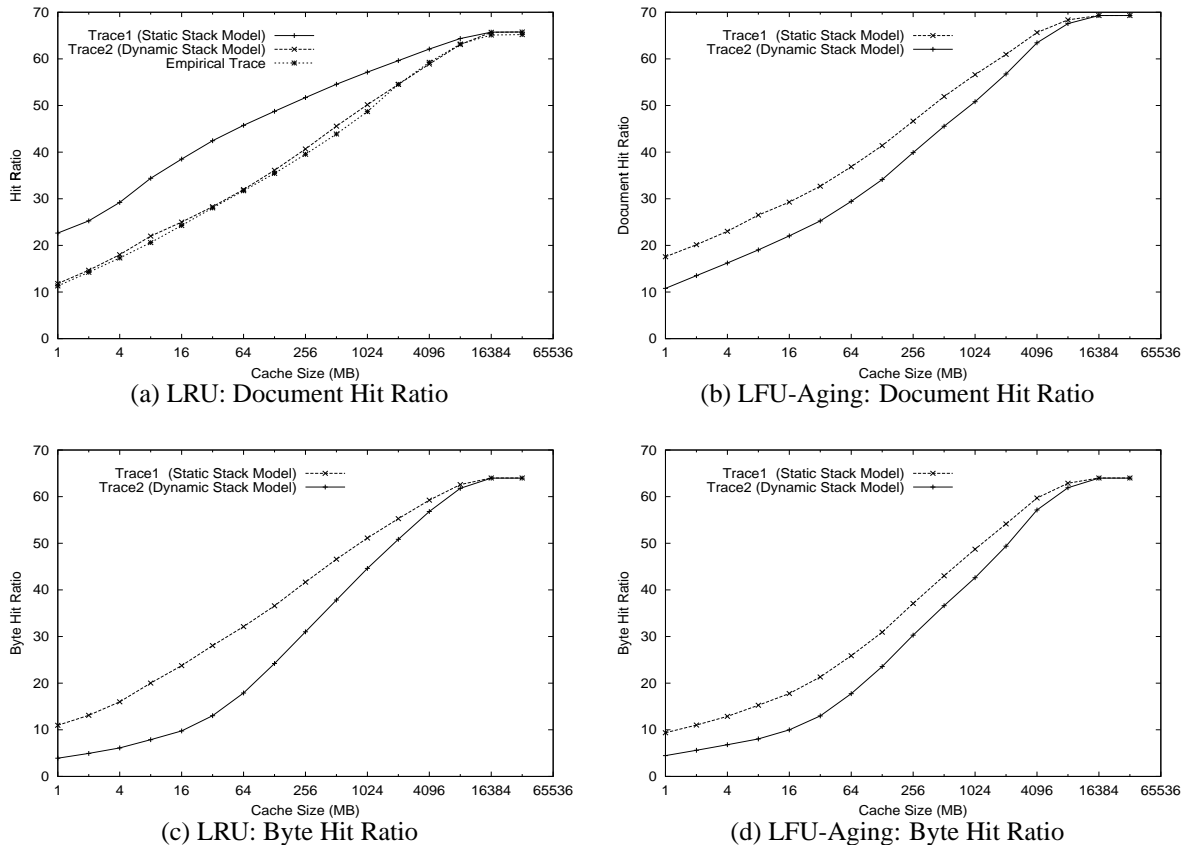 70
60
50
40
30
20
10
0
Hit Ratio
Trace1 (Static Stack Model)
Trace2 (Dynamic Stack Model)
Empirical Trace
1 4 16 64 256 1024 4096 16384 65536
Cache Size (MB)
(a) LRU: Document Hit Ratio
70
60
50
40
30
20
10
0
Document Hit Ratio
Trace1 (Static Stack Model)
Trace2 (Dynamic Stack Model)
1 4 16 64 256 1024 4096 16384 65536
Cache Size (MB)
(b) LFU-Aging: Document Hit Ratio
70
60
50
40
30
20
10
0
Byte Hit Ratio
Trace1 (Static Stack Model)
Trace2 (Dynamic Stack Model)
1 4 16 64 256 1024 4096 16384 65536
Cache Size (MB)
(c) LRU: Byte Hit Ratio
70
60
50
40
30
20
10
0
Byte Hit Ratio
Trace1 (Static Stack Model)
Trace2 (Dynamic Stack Model)
1 4 16 64 256 1024 4096 16384 65536
Cache Size (MB)
(d) LFU-Aging: Byte Hit Ratio